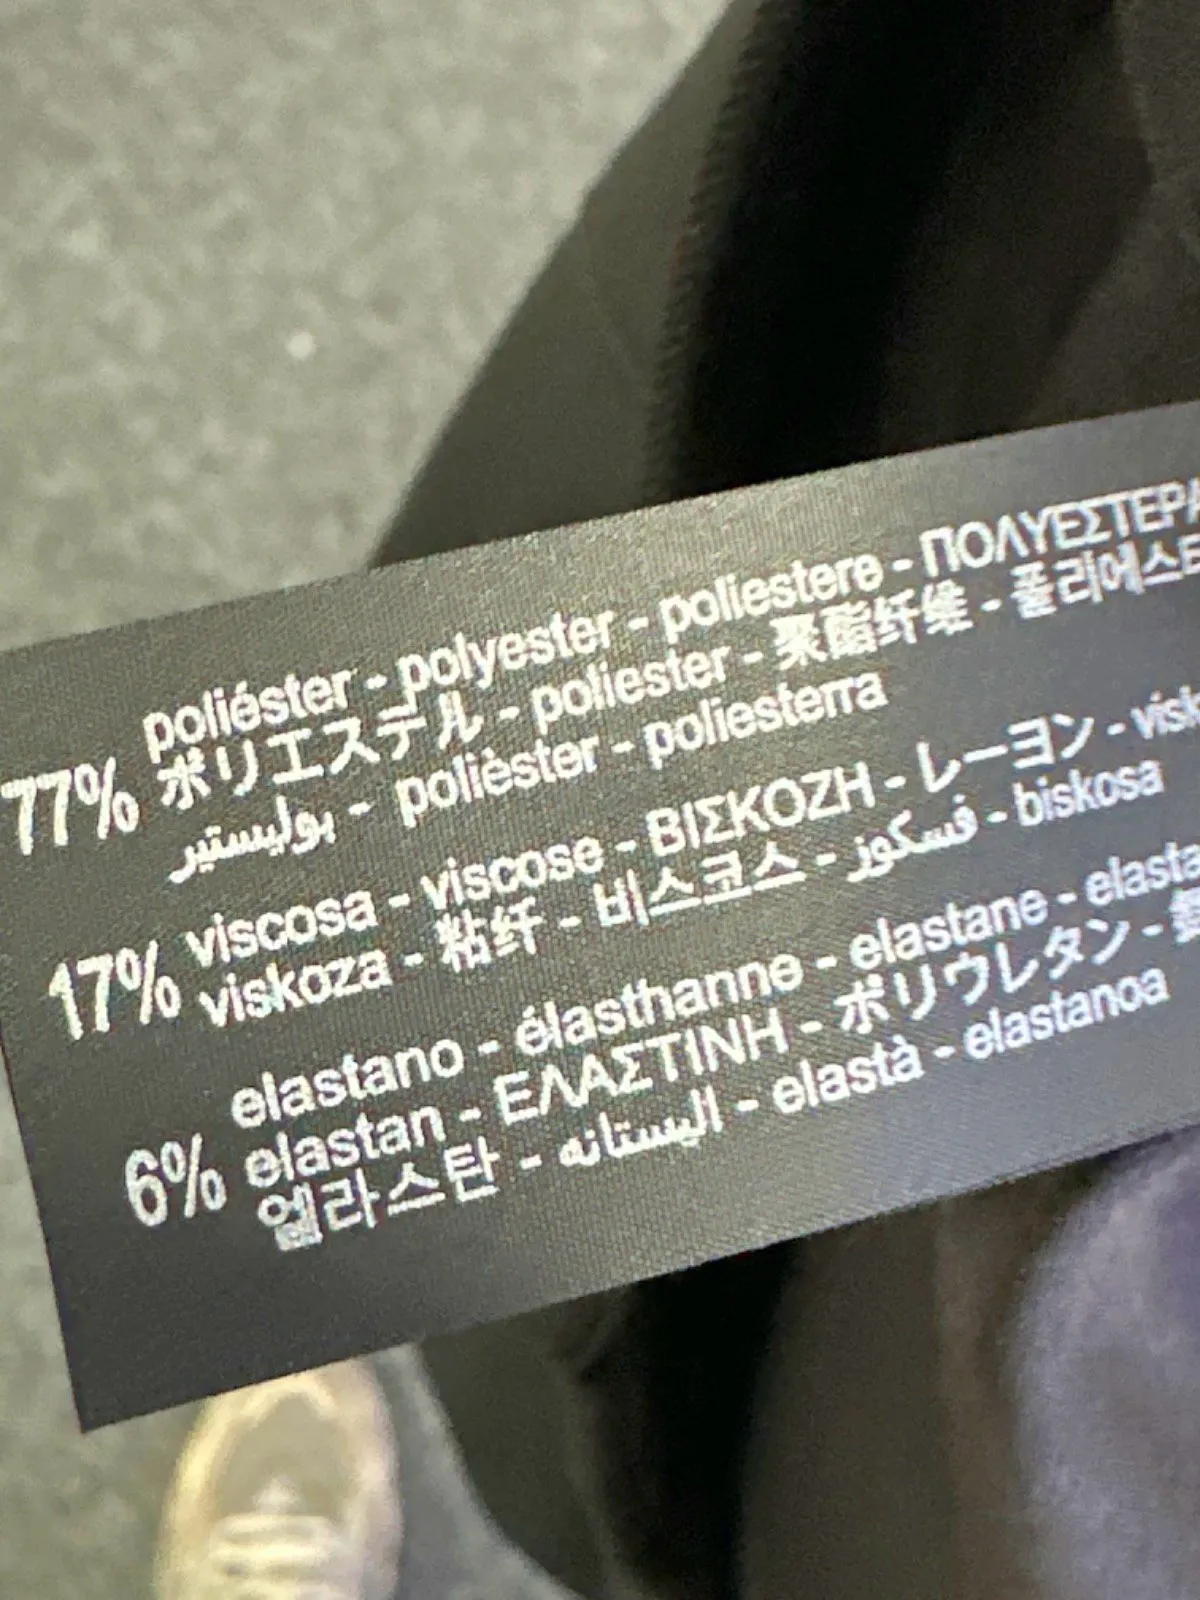 77% poliéster - polyester - poliestere - ΠΟΛΥΕΣΤΕΡΑ
ポリエステル - poliester - 聚酯纤维 - 폴리에스터
بوليستير - polièster - poliesterra
17% viscosa - viscose - ΒΙΣΚΟΖΗ - レーヨン - visk
viskoza - 粘纤 - 비스코스 - فسكوز - biskosa
6% elastano - élasthanne - elastane - elasta
elastan - ΕΛΑΣΤΙΝΗ - ポリウレタン -
엘라스탄 - اليستانه - elastà - elastanoa